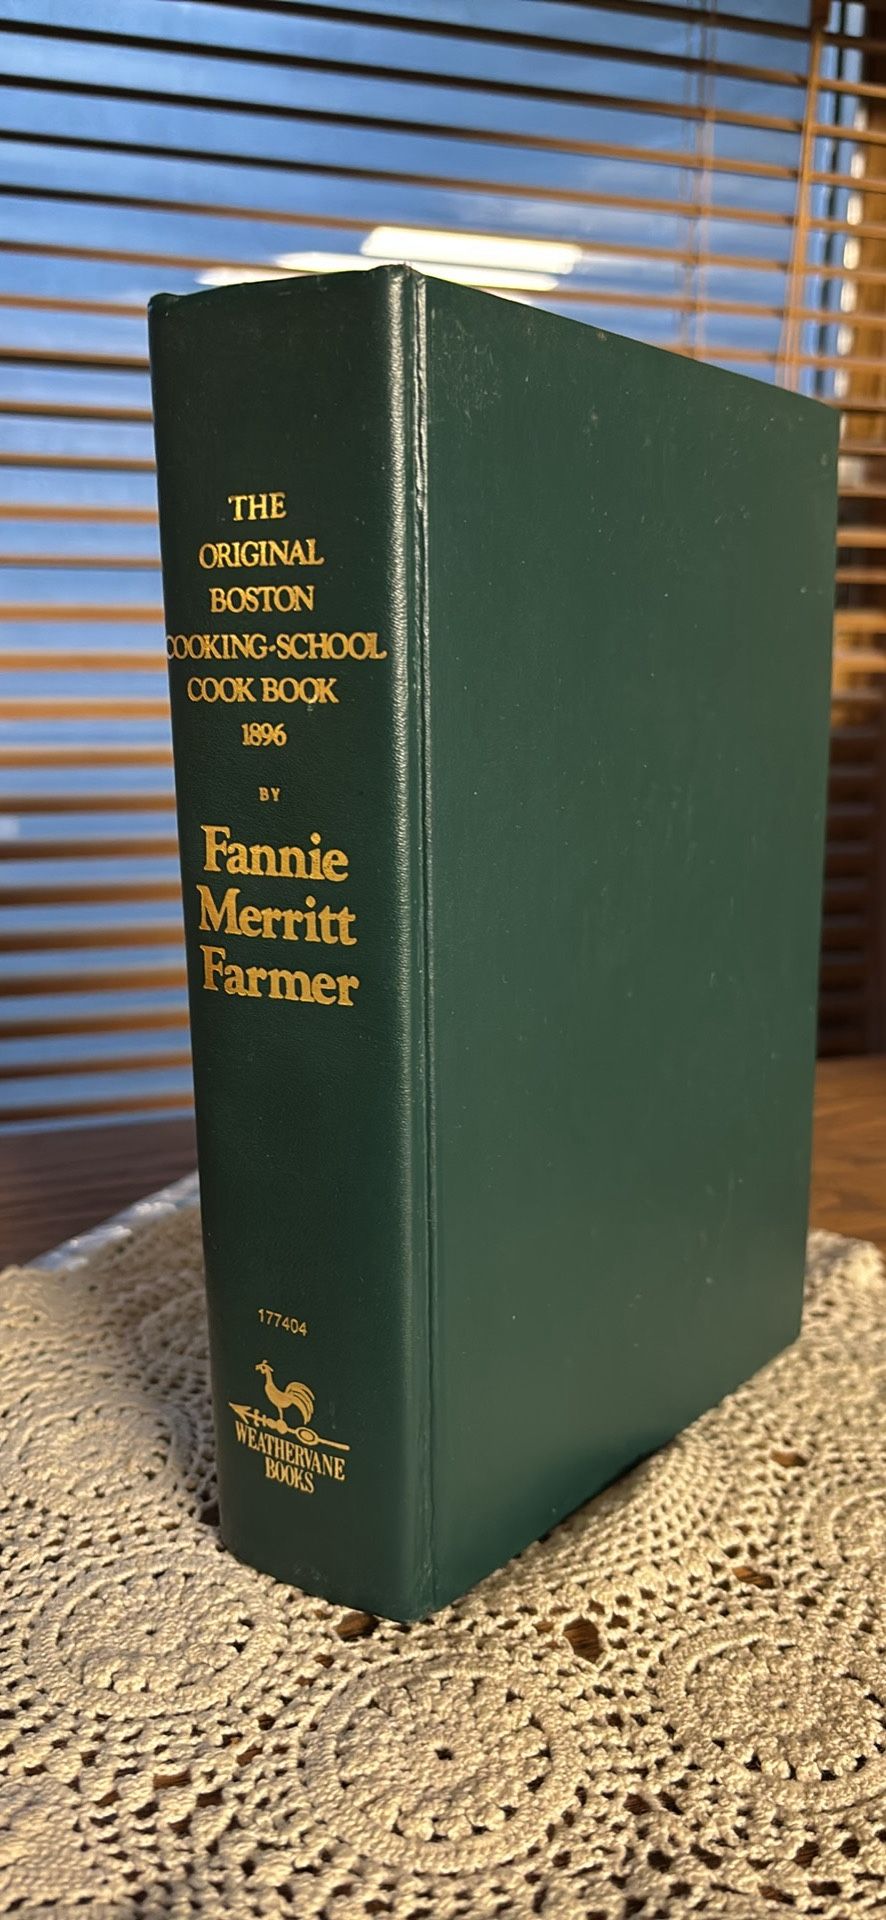 THE
ORIGINAL
BOSTON
COOKING-SCHOOL
COOK BOOK
1896
BY
Fannie
Merritt
Farmer
177404
WEATHERVANE
BOOKS